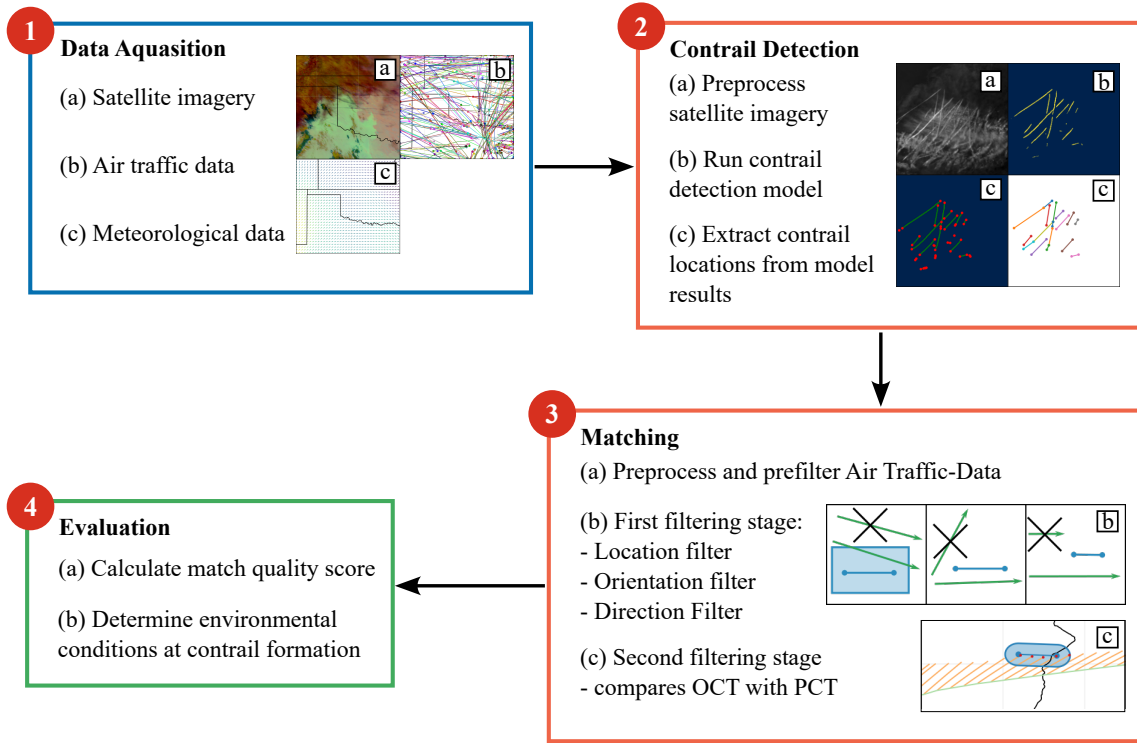 1
Data Aquasition
(a) Satellite imagery
(b) Air traffic data
(c) Meteorological data
a
b
c
2
Contrail Detection
(a) Preprocess
satellite imagery
(b) Run contrail
detection model
(c) Extract contrail
locations from model
results
a
b
c
c
3
Matching
(a) Preprocess and prefilter Air Traffic-Data
(b) First filtering stage:
- Location filter
- Orientation filter
- Direction Filter
b
(c) Second filtering stage
- compares OCT with PCT
c
4
Evaluation
(a) Calculate match quality score
(b) Determine environmental
conditions at contrail formation